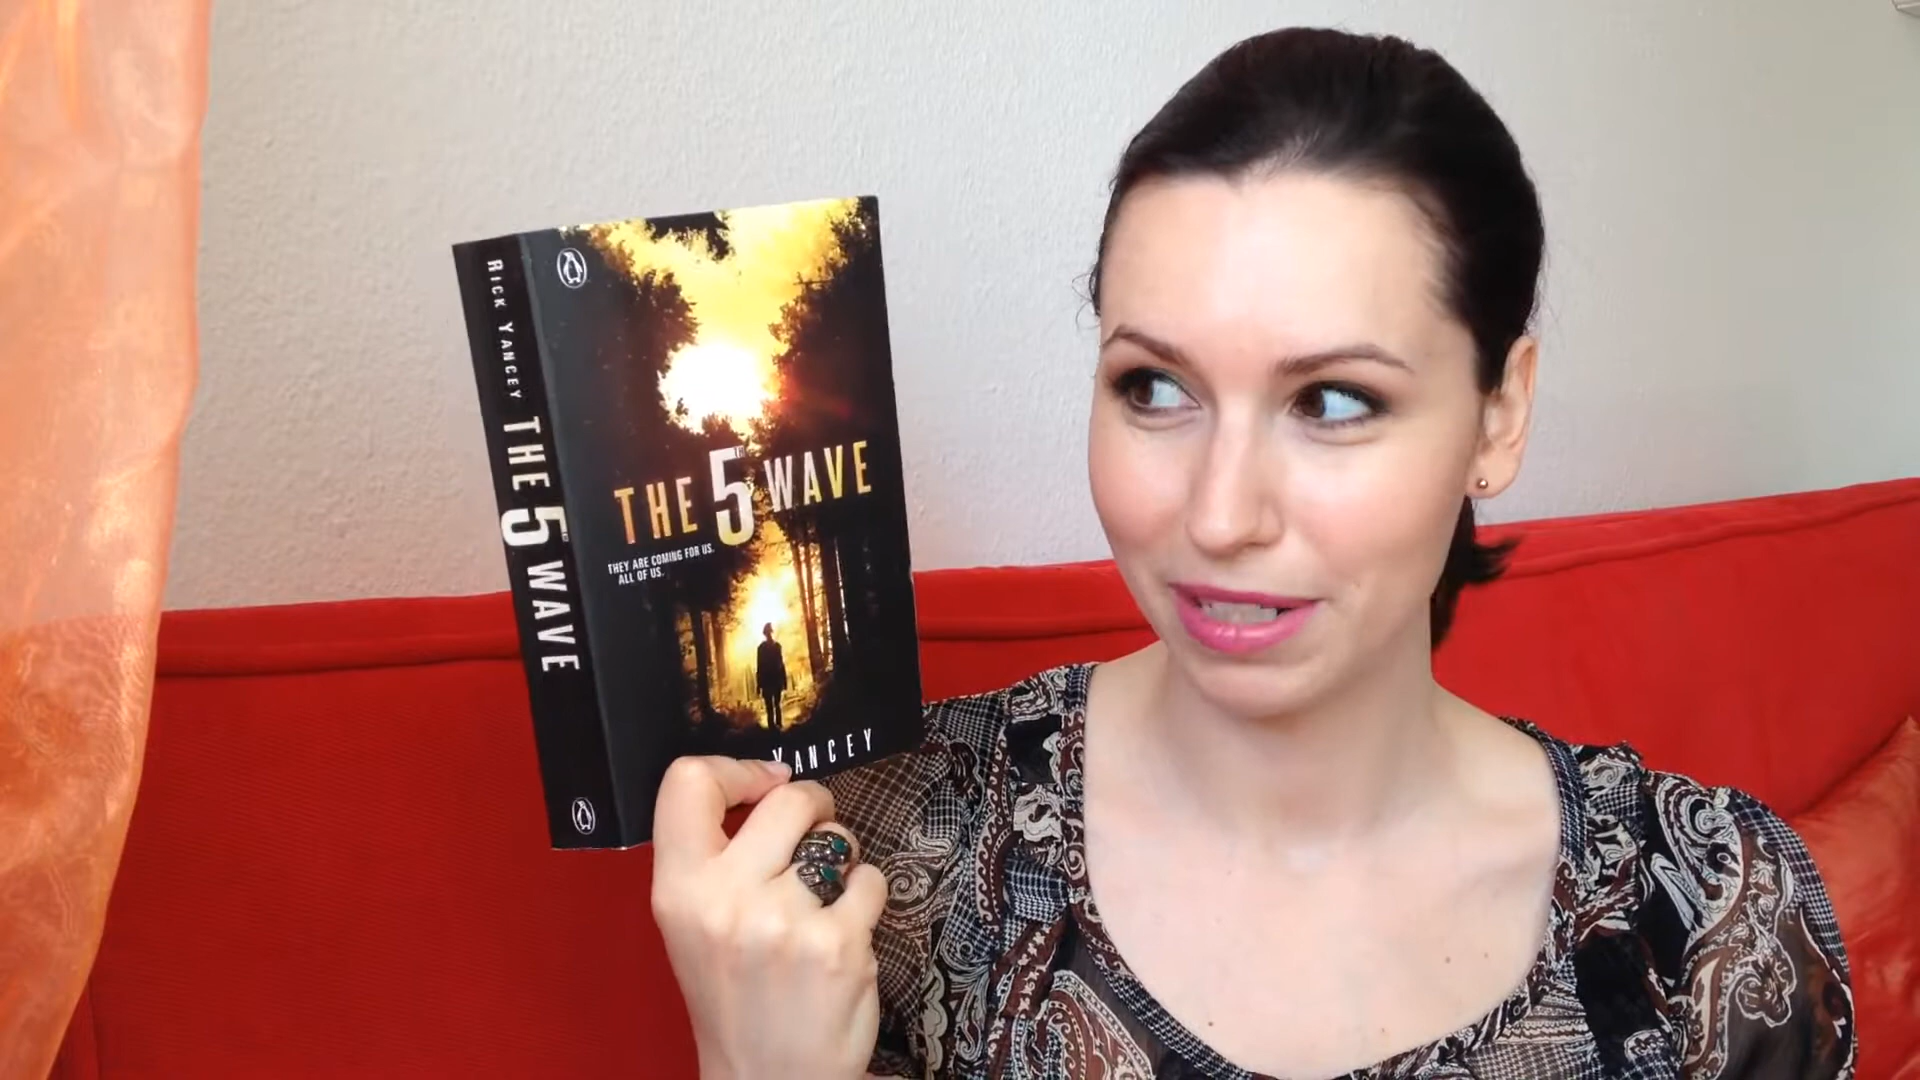 RICK YANCEY THE 5TH WAVE
THE 5TH WAVE
THEY ARE COMING FOR US.
ALL OF US.
YANCEY